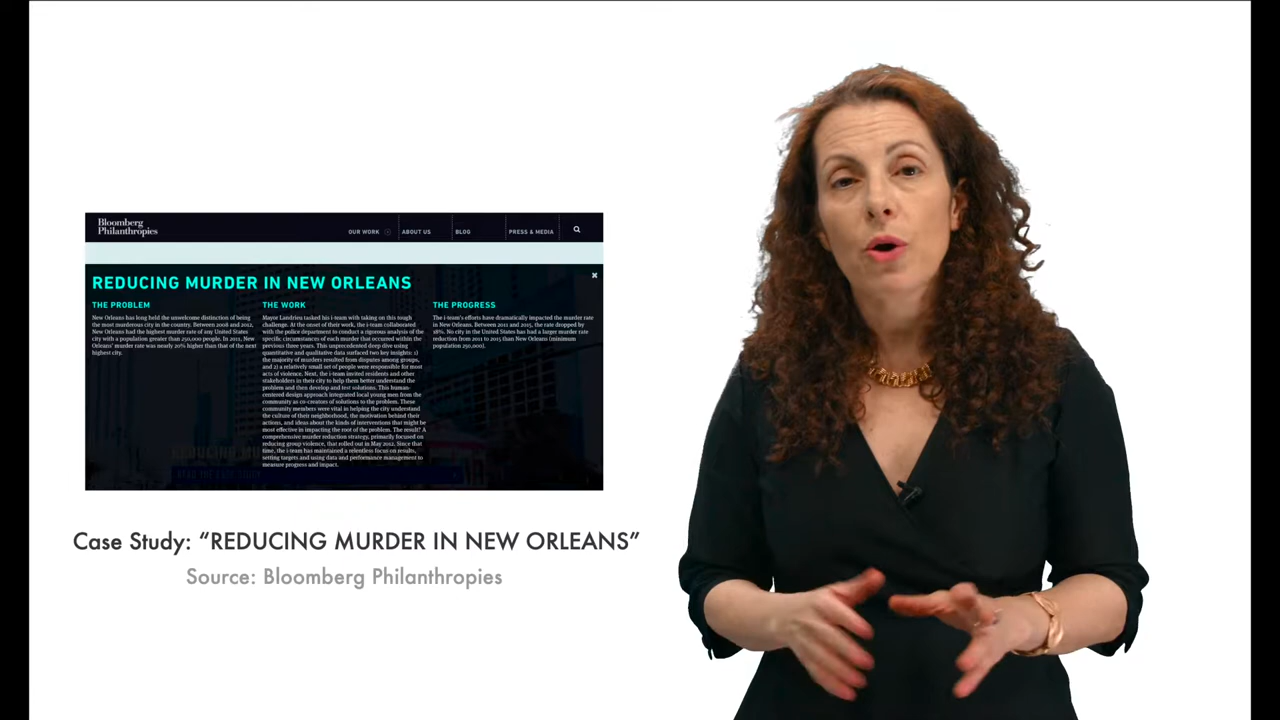 Bloomberg
Philanthropies
OUR WORK
ABOUT US
BLOG
PRESS & MEDIA
REDUCING MURDER IN NEW ORLEANS
THE PROBLEM
New Orleans has long held the unwelcome distinction of being
the most murderous city in the country. Between 2008 and 2012,
New Orleans had the highest murder rate of any United States
city with a population greater than 250,000 people. In 2011, New
Orleans' murder rate was nearly 20% higher than that of the next
highest city.
THE WORK
Mayor Landrieu tasked his i-team with taking on this tough
challenge. At the onset of their work, the i-team collaborated
with the police department to conduct a rigorous analysis of the
specific circumstances of each murder that occurred within the
previous three years. This unprecedented deep dive using
quantitative and qualitative data surfaced two key insights: 1)
the majority of murders resulted from disputes among groups,
and 2) a relatively small set of people were responsible for most
acts of violence. Next, the i-team invited residents and other
stakeholders in their city to help them better understand the
problem and then develop and test solutions. This human-
centered design approach integrated local young men from the
community as co-creators of solutions to the problem. These
community members were vital in helping the city understand
the culture of their neighborhood, the motivation behind their
actions, and ideas about the kinds of interventions that might be
most effective in impacting the root of the problem. The result? A
comprehensive murder reduction strategy, primarily focused on
reducing group violence, that rolled out in May 2012. Since that
time, the i-team has maintained a relentless focus on results,
setting targets and using data and performance management to
measure progress and impact.
THE PROGRESS
The i-team's efforts have dramatically impacted the murder rate
in New Orleans. Between 2011 and 2015, the rate dropped by
18%. No city in the United States has had a larger murder rate
reduction from 2011 to 2015 than New Orleans (minimum
population 250,000).
REDUCING MU
READ THE CASE STUDY
Case Study: “REDUCING MURDER IN NEW ORLEANS”
Source: Bloomberg Philanthropies